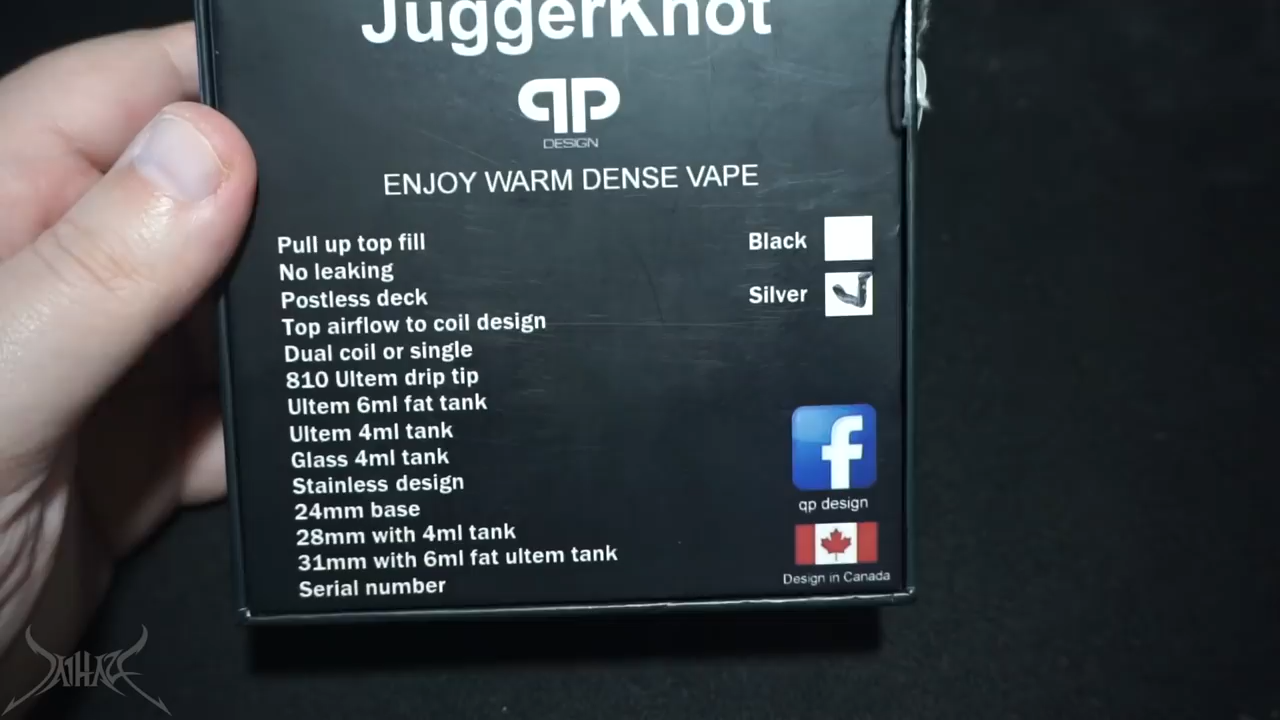 JuggerKnot
qp
DESIGN
ENJOY WARM DENSE VAPE
Pull up top fill
No leaking
Postless deck
Top airflow to coil design
Dual coil or single
810 Ultem drip tip
Ultem 6ml fat tank
Ultem 4ml tank
Glass 4ml tank
Stainless design
24mm base
28mm with 4ml tank
31mm with 6ml fat ultem tank
Serial number
Black
Silver
f
qp design
Design in Canada
DAIHAZE